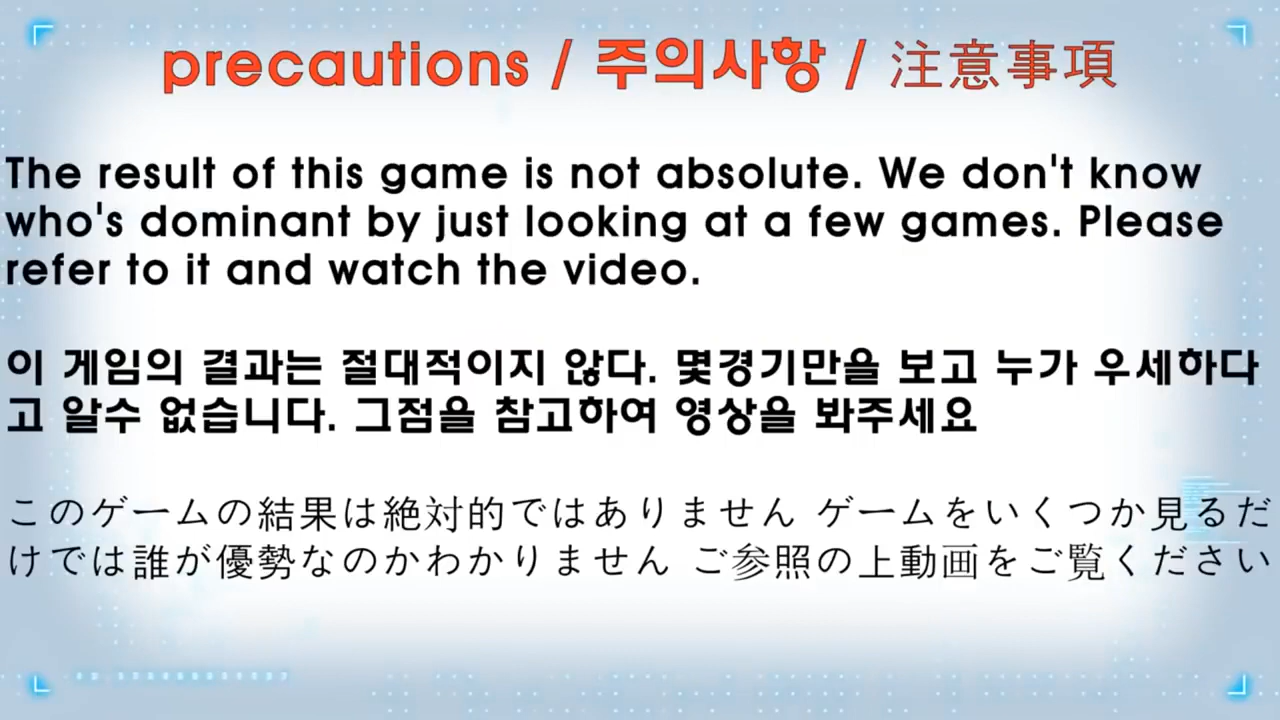 precautions / 주의사항 / 注意事項
The result of this game is not absolute. We don't know
who's dominant by just looking at a few games. Please
refer to it and watch the video.
이 게임의 결과는 절대적이지 않다. 몇경기만을 보고 누가 우세하다
고 알수 없습니다. 그점을 참고하여 영상을 봐주세요
このゲームの結果は絶対的ではありません ゲームをいくつか見るだ
けでは誰が優勢なのかわかりません ご参照の上動画をご覧ください